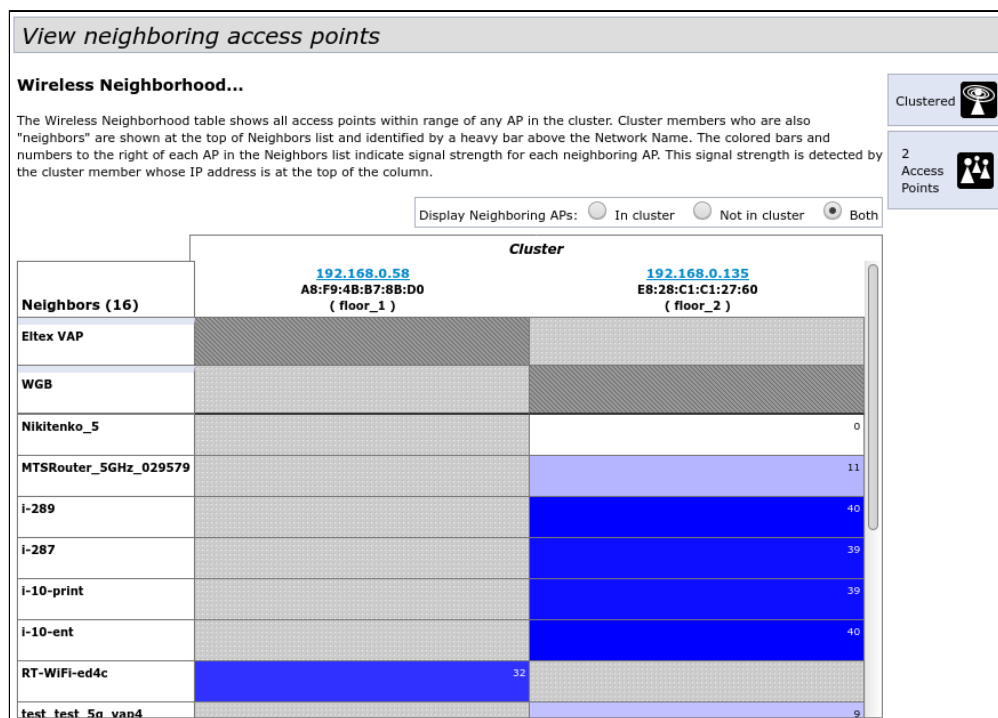 View neighboring access points
Wireless Neighborhood...
The Wireless Neighborhood table shows all access points within range of any AP in the cluster. Cluster members who are also
"neighbors" are shown at the top of Neighbors list and identified by a heavy bar above the Network Name. The colored bars and
numbers to the right of each AP in the Neighbors list indicate signal strength for each neighboring AP. This signal strength is detected by
the cluster member whose IP address is at the top of the column.
Clustered
2
Access
Points
Display Neighboring APs: In cluster Not in cluster Both
Cluster
192.168.0.58 192.168.0.135
A8:F9:4B:B7:8B:D0 E8:28:C1:C1:27:60
Neighbors (16) ( floor_1 ) ( floor_2 )
Eltex VAP
WGB
Nikitenko_5 0
MTSRouter_5GHz_029579 11
i-289 40
i-287 39
i-10-print 39
i-10-ent 40
RT-WiFi-ed4c 32
test_test_5g_vap4 9